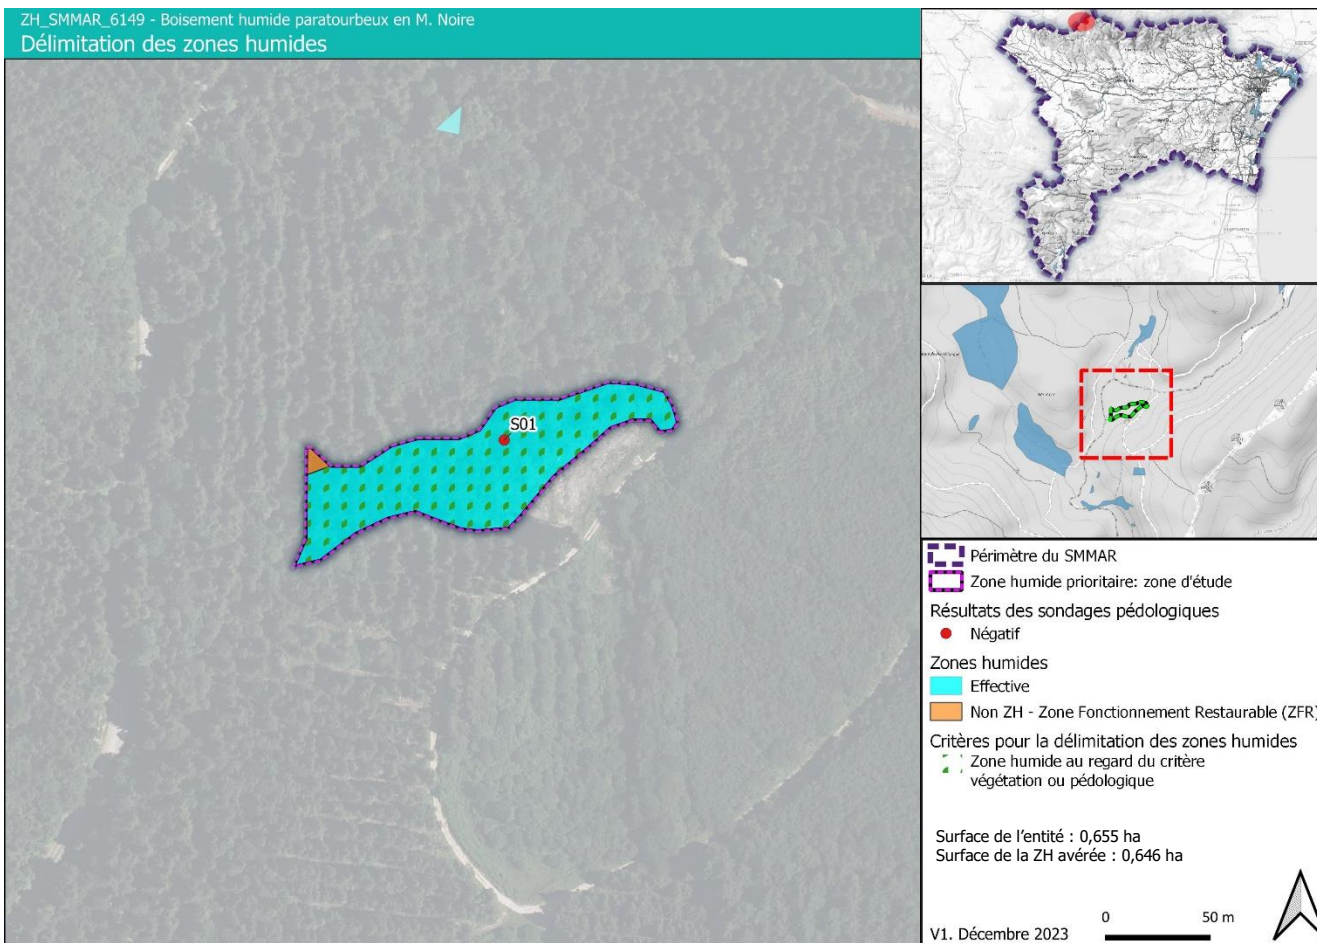 ZH_SMMAR_6149 - Boisement humide paratourbeux en M. Noire
Délimitation des zones humides
S01
Périmètre du SMMAR
Zone humide prioritaire: zone d'étude
Résultats des sondages pédologiques
Négatif
Zones humides
Effective
Non ZH - Zone Fonctionnement Restaurable (ZFR)
Critères pour la délimitation des zones humides
Zone humide au regard du critère
végétation ou pédologique
Surface de l'entité : 0,655 ha
Surface de la ZH avérée : 0,646 ha
V1. Décembre 2023
0 50 m